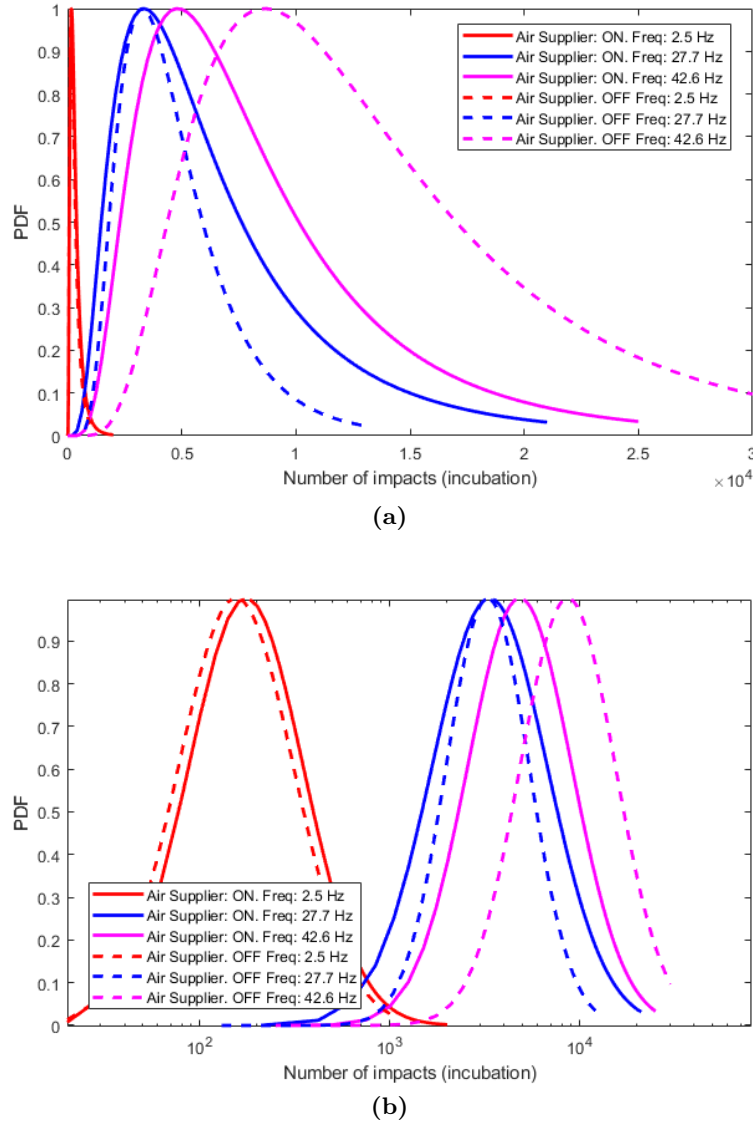 1
0.9
0.8
0.7
0.6
0.5
0.4
0.3
0.2
0.1
0
PDF
Air Supplier: ON. Freq: 2.5 Hz
Air Supplier: ON. Freq: 27.7 Hz
Air Supplier: ON. Freq: 42.6 Hz
Air Supplier. OFF Freq: 2.5 Hz
Air Supplier. OFF Freq: 27.7 Hz
Air Supplier. OFF Freq: 42.6 Hz
0 0.5 1 1.5 2 2.5 3
Number of impacts (incubation)
× 10⁴
(a)
0.9
0.8
0.7
0.6
0.5
0.4
0.3
0.2
0.1
0
PDF
Air Supplier: ON. Freq: 2.5 Hz
Air Supplier: ON. Freq: 27.7 Hz
Air Supplier: ON. Freq: 42.6 Hz
Air Supplier. OFF Freq: 2.5 Hz
Air Supplier. OFF Freq: 27.7 Hz
Air Supplier. OFF Freq: 42.6 Hz
10² 10³ 10⁴
Number of impacts (incubation)
(b)